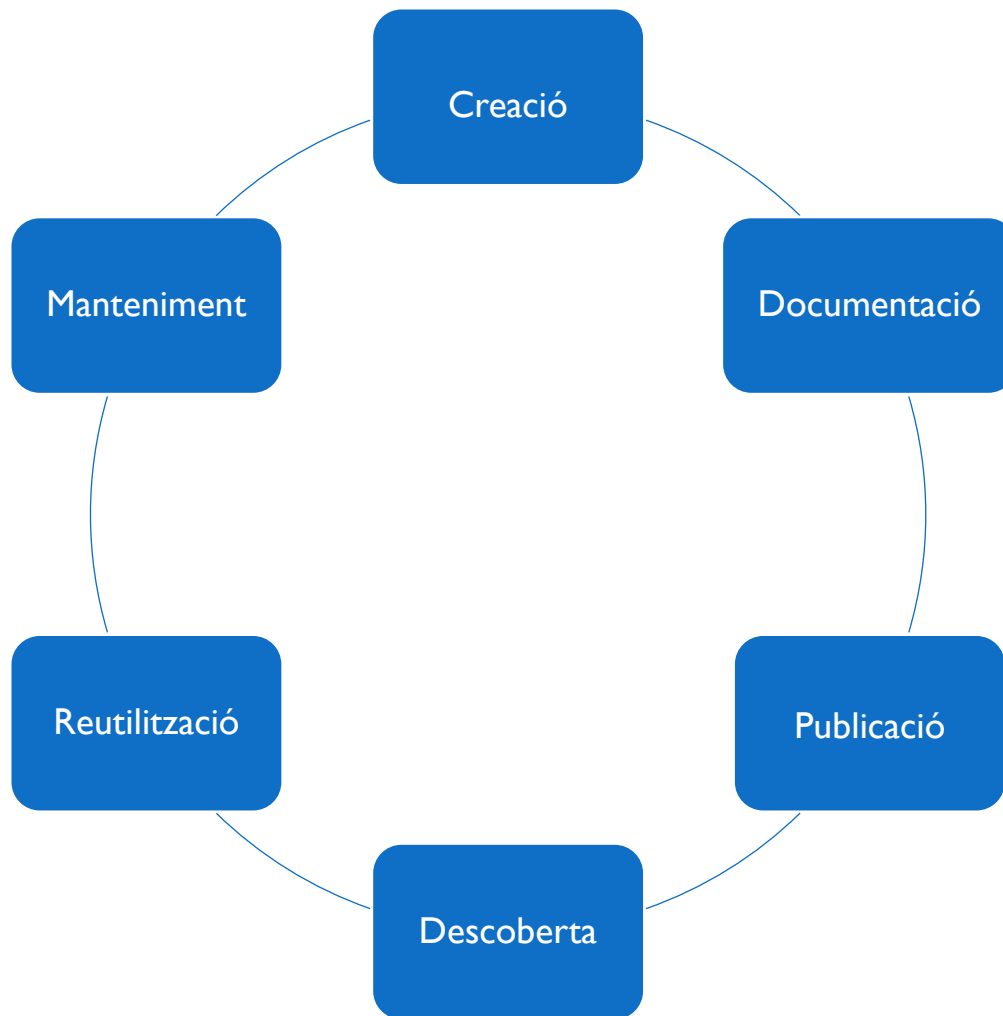 Creació
Documentació
Publicació
Descoberta
Reutilització
Manteniment